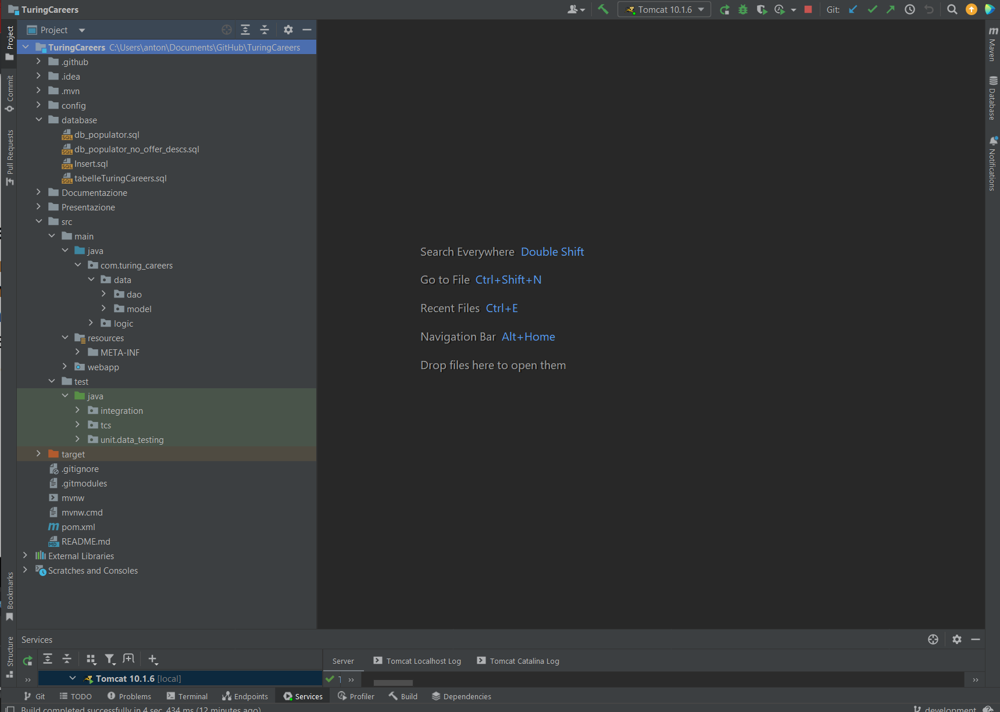 TuringCareers
Tomcat 10.1.6
Git:
Project
TuringCareers C:\Users\anton\Documents\GitHub\TuringCareers
.github
.idea
.mvn
config
database
db_populator.sql
db_populator_no_offer_descs.sql
Insert.sql
tabelleTuringCareers.sql
Documentazione
Presentazione
src
main
java
com.turing_careers
data
dao
model
logic
resources
META-INF
webapp
test
java
integration
tcs
unit.data_testing
target
.gitignore
.gitmodules
mvnw
mvnw.cmd
m pom.xml
README.md
External Libraries
Scratches and Consoles
Project
Commit
Pull Requests
Bookmarks
Structure
Search Everywhere Double Shift
Go to File Ctrl+Shift+N
Recent Files Ctrl+E
Navigation Bar Alt+Home
Drop files here to open them
m
Maven
Database
Notifications
Services
Server
Tomcat Localhost Log
Tomcat Catalina Log
Tomcat 10.1.6 [local]
Git
TODO
Problems
Terminal
Endpoints
Services
Profiler
Build
Dependencies
Build completed successfully in 4 sec, 434 ms (12 minutes ago)
development